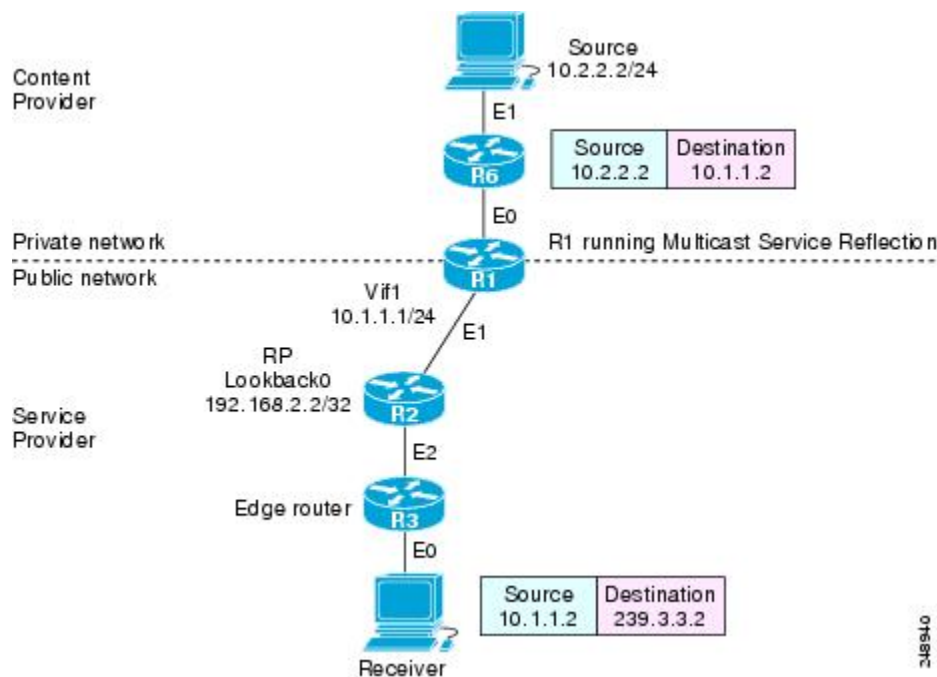 Source
10.2.2.2/24
Content
Provider
E1
Source
10.2.2.2
Destination
10.1.1.2
R6
E0
Private network
R1 running Multicast Service Reflection
Public network
R1
Vif1
10.1.1.1/24
E1
RP
Lookback0
192.168.2.2/32
R2
Service
Provider
E2
Edge router
R3
E0
Source
10.1.1.2
Destination
239.3.3.2
Receiver
248940